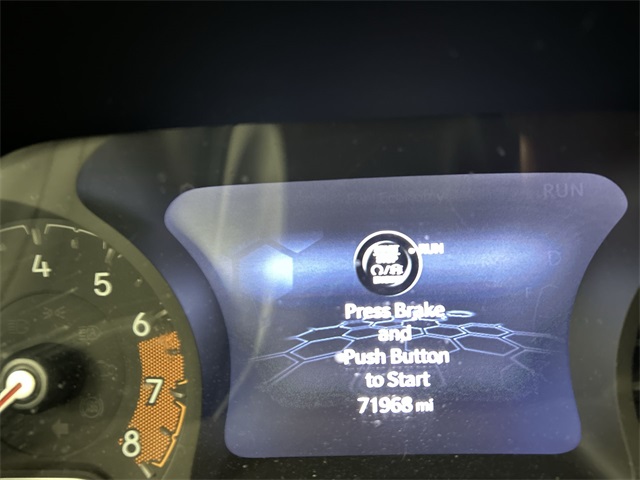 RUN
RUN
Press Brake
and
Push Button
to Start
71968 mi
4
5
6
7
8